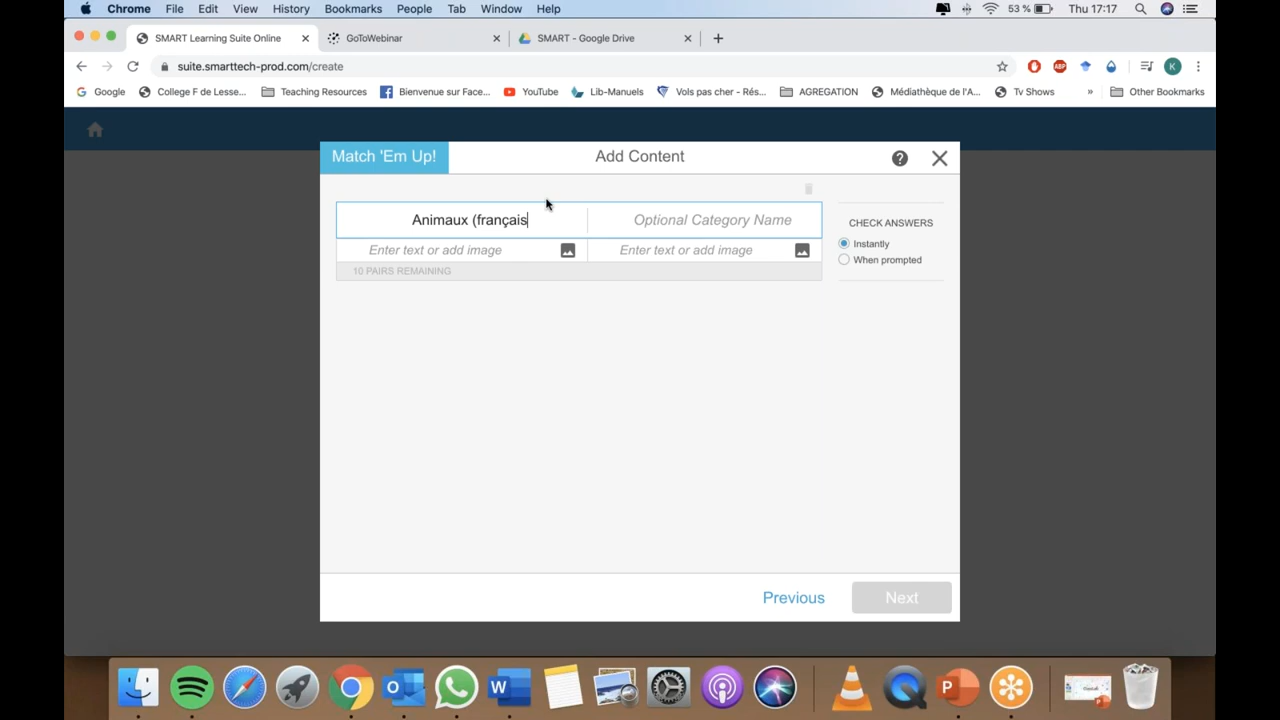 Chrome File Edit View History Bookmarks People Tab Window Help 53 % Thu 17:17
SMART Learning Suite Online GoToWebinar SMART - Google Drive
suite.smarttech-prod.com/create ABP K
Google College F de Lesse... Teaching Resources Bienvenue sur Face... YouTube Lib-Manuels Vols pas cher - Rés... AGREGATION Médiathèque de l'A... Tv Shows » Other Bookmarks
Match 'Em Up! Add Content
Animaux (français Optional Category Name
CHECK ANSWERS
Instantly
When prompted
Enter text or add image Enter text or add image
10 PAIRS REMAINING
Previous Next